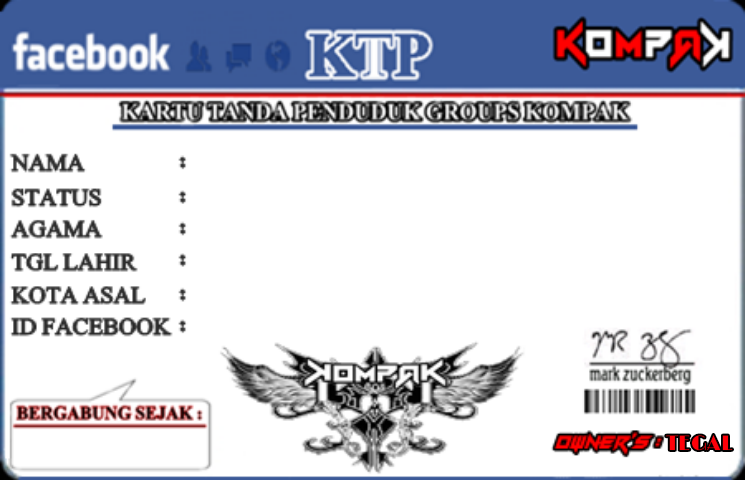 facebook KTP KOMPAK
KARTU TANDA PENDUDUK GROUPS KOMPAK
NAMA :
STATUS :
AGAMA :
TGL LAHIR :
KOTA ASAL :
ID FACEBOOK :
KOMPAK
mark zuckerberg
BERGABUNG SEJAK :
OWNER'S : TEGAL